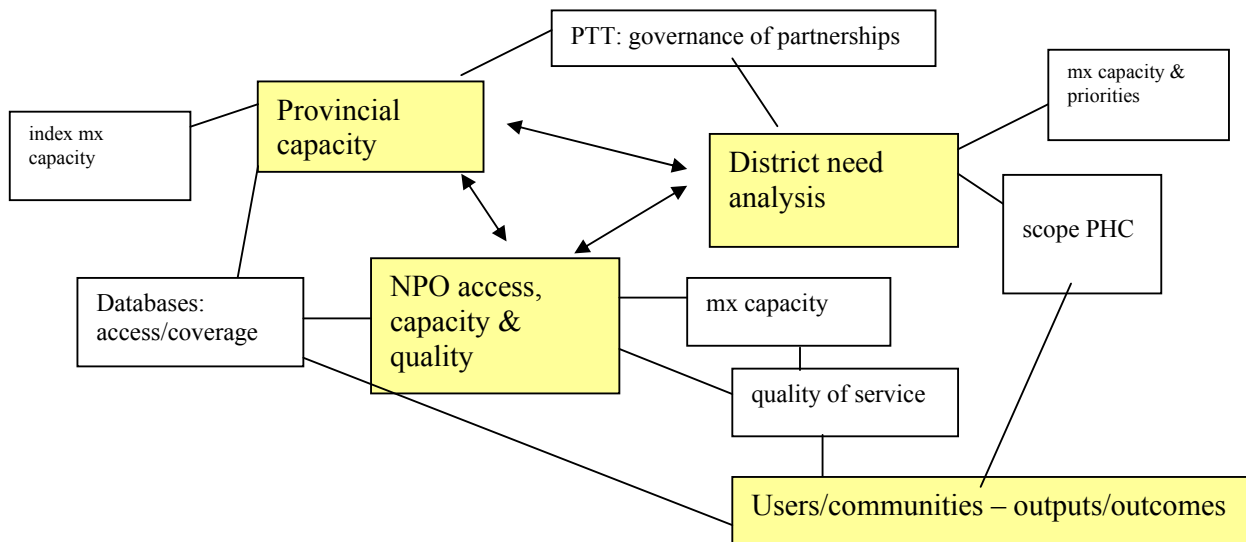 PTT: governance of partnerships
mx capacity &
priorities
Provincial
capacity
index mx
capacity
District need
analysis
scope PHC
NPO access,
capacity &
quality
Databases:
access/coverage
mx capacity
quality of service
Users/communities – outputs/outcomes